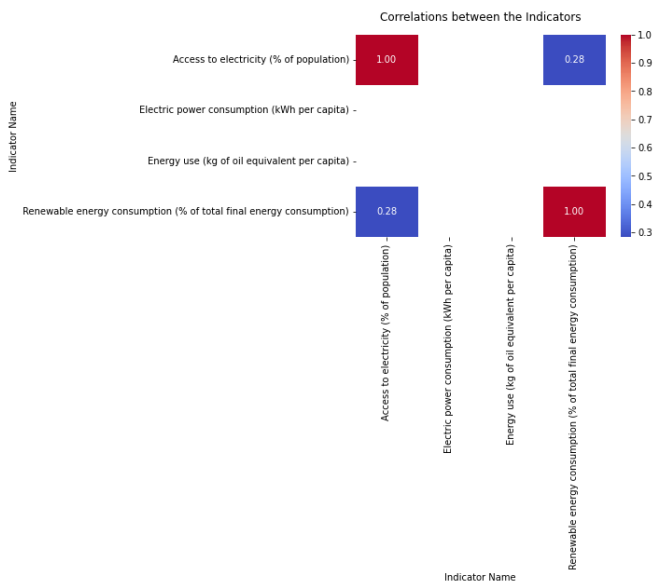 Correlations between the Indicators
Indicator Name
Access to electricity (% of population)
Electric power consumption (kWh per capita)
Energy use (kg of oil equivalent per capita)
Renewable energy consumption (% of total final energy consumption)
1.00
0.28
0.28
1.00
1.0
0.9
0.8
0.7
0.6
0.5
0.4
0.3
Access to electricity (% of population)
Electric power consumption (kWh per capita)
Energy use (kg of oil equivalent per capita)
Renewable energy consumption (% of total final energy consumption)
Indicator Name